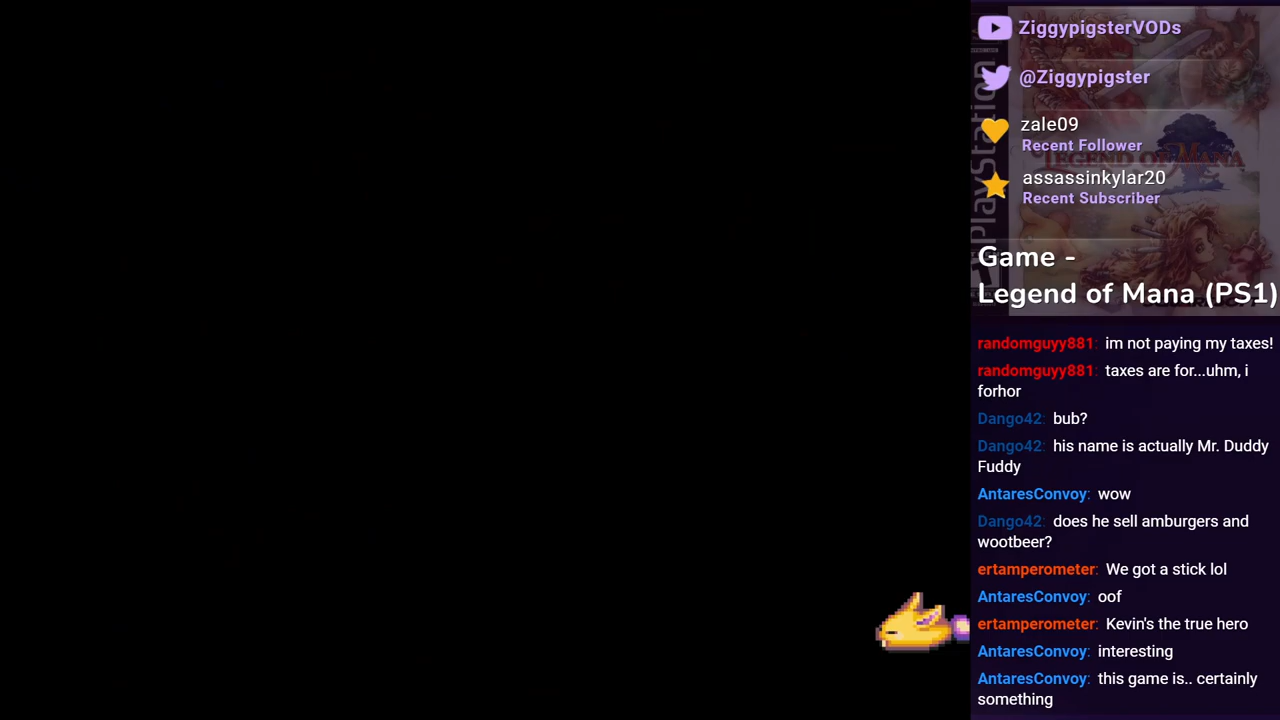 ZiggypigsterVODs
@Ziggypigster
zale09
Recent Follower
assassinkylar20
Recent Subscriber
PlayStation
LEGEND OF MANA
Game -
Legend of Mana (PS1)
randomguyy881: im not paying my taxes!
randomguyy881: taxes are for...uhm, i
forhor
Dango42: bub?
Dango42: his name is actually Mr. Duddy
Fuddy
AntaresConvoy: wow
Dango42: does he sell amburgers and
wootbeer?
ertamperometer: We got a stick lol
AntaresConvoy: oof
ertamperometer: Kevin's the true hero
AntaresConvoy: interesting
AntaresConvoy: this game is.. certainly
something